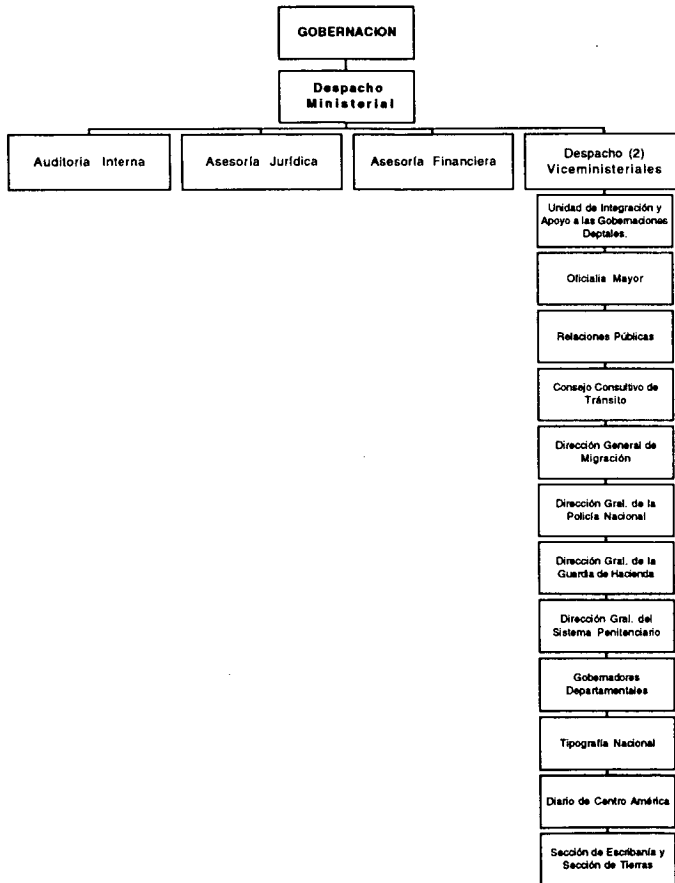 GOBERNACION
Despacho
Ministerial
Auditoría Interna
Asesoría Jurídica
Asesoría Financiera
Despacho (2)
Viceministeriales
Unidad de Integración y
Apoyo a las Gobernaciones
Deptales.
Oficialía Mayor
Relaciones Públicas
Consejo Consultivo de
Tránsito
Dirección General de
Migración
Dirección Gral. de la
Policía Nacional
Dirección Gral. de la
Guardia de Hacienda
Dirección Gral. del
Sistema Penitenciario
Gobernadores
Departamentales
Tipografía Nacional
Diario de Centro América
Sección de Escribanía y
Sección de Tierras